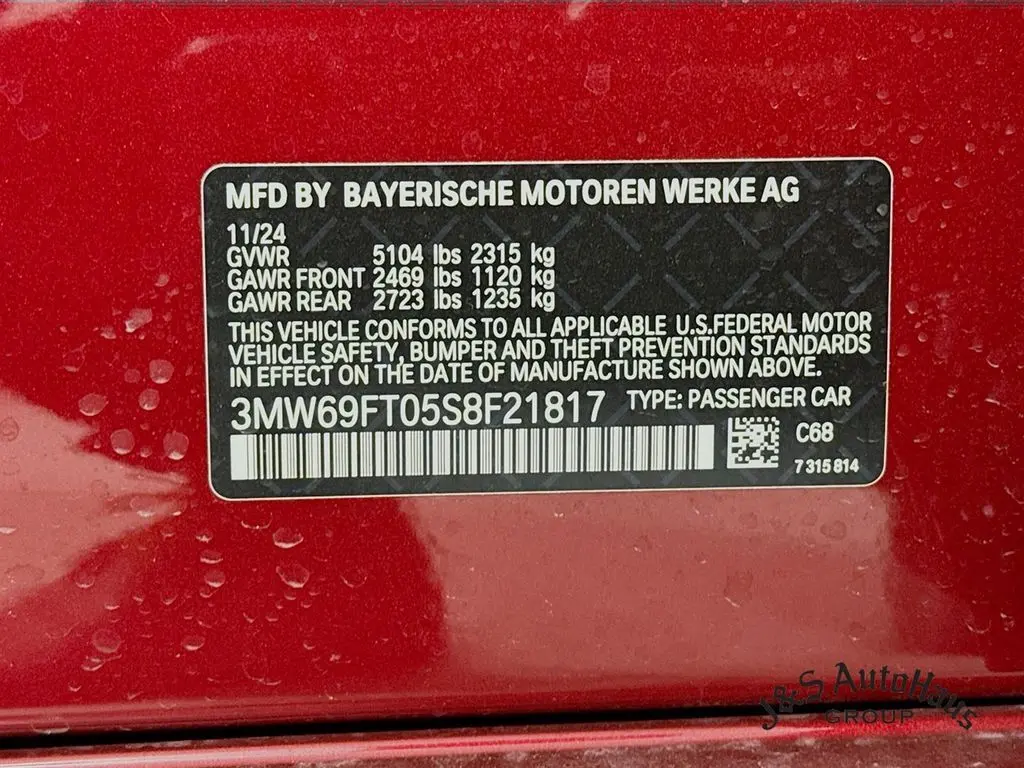 MFD BY BAYERISCHE MOTOREN WERKE AG
11/24
GVWR 5104 lbs 2315 kg
GAWR FRONT 2469 lbs 1120 kg
GAWR REAR 2723 lbs 1235 kg
THIS VEHICLE CONFORMS TO ALL APPLICABLE U.S.FEDERAL MOTOR
VEHICLE SAFETY, BUMPER AND THEFT PREVENTION STANDARDS
IN EFFECT ON THE DATE OF MANUFACTURE SHOWN ABOVE.
3MW69FT05S8F21817 TYPE: PASSENGER CAR
C68
7 315 814
J&S AutoHaus
GROUP